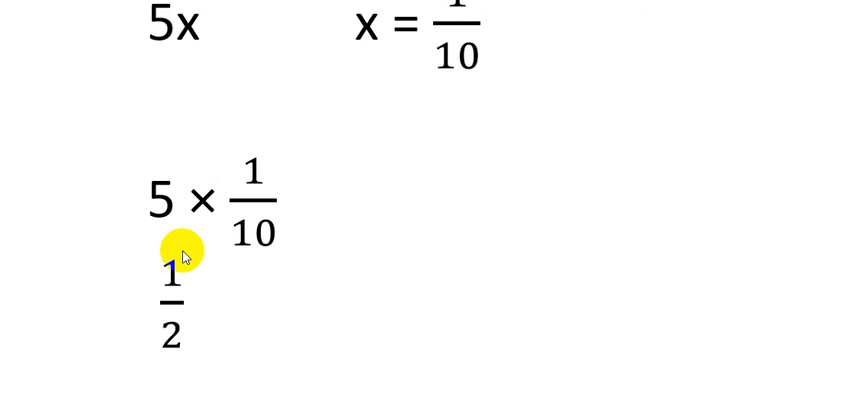 5x x = 1/10
5 × 1/10
1/2